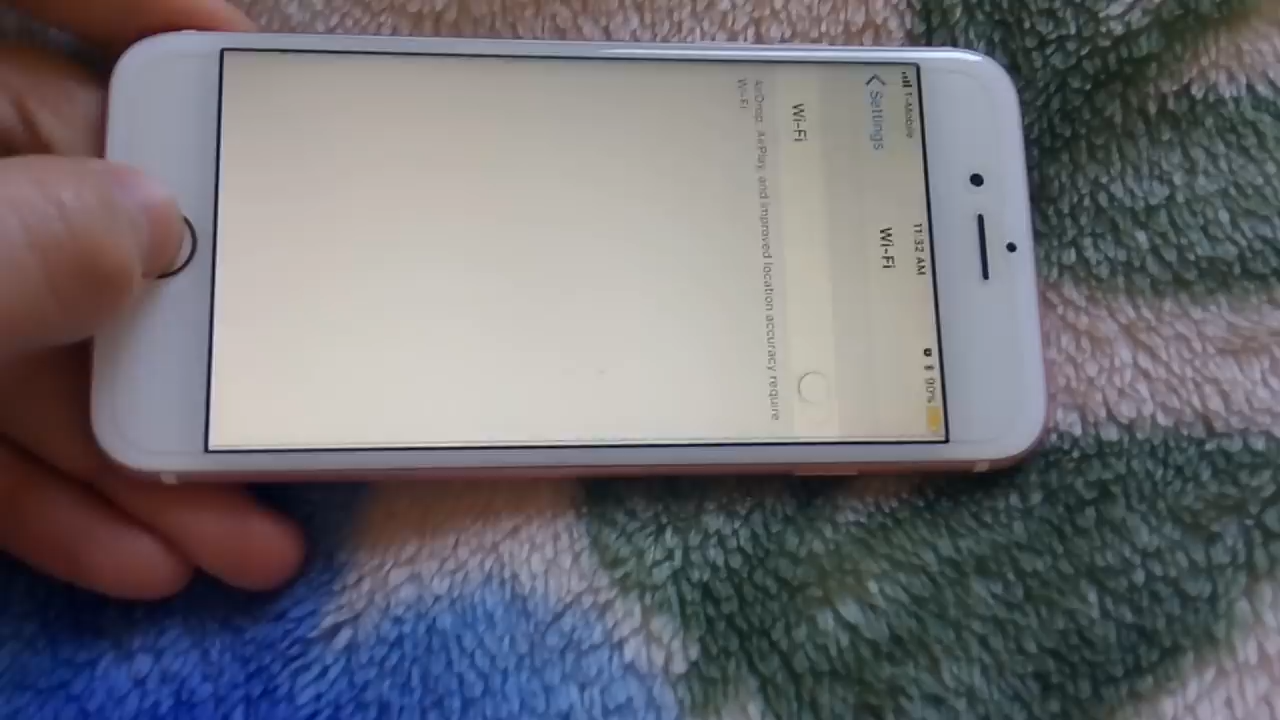 T-Mobile 11:32 AM 90%
Settings Wi-Fi
Wi-Fi
AirDrop, AirPlay, and improved location accuracy require
Wi-Fi